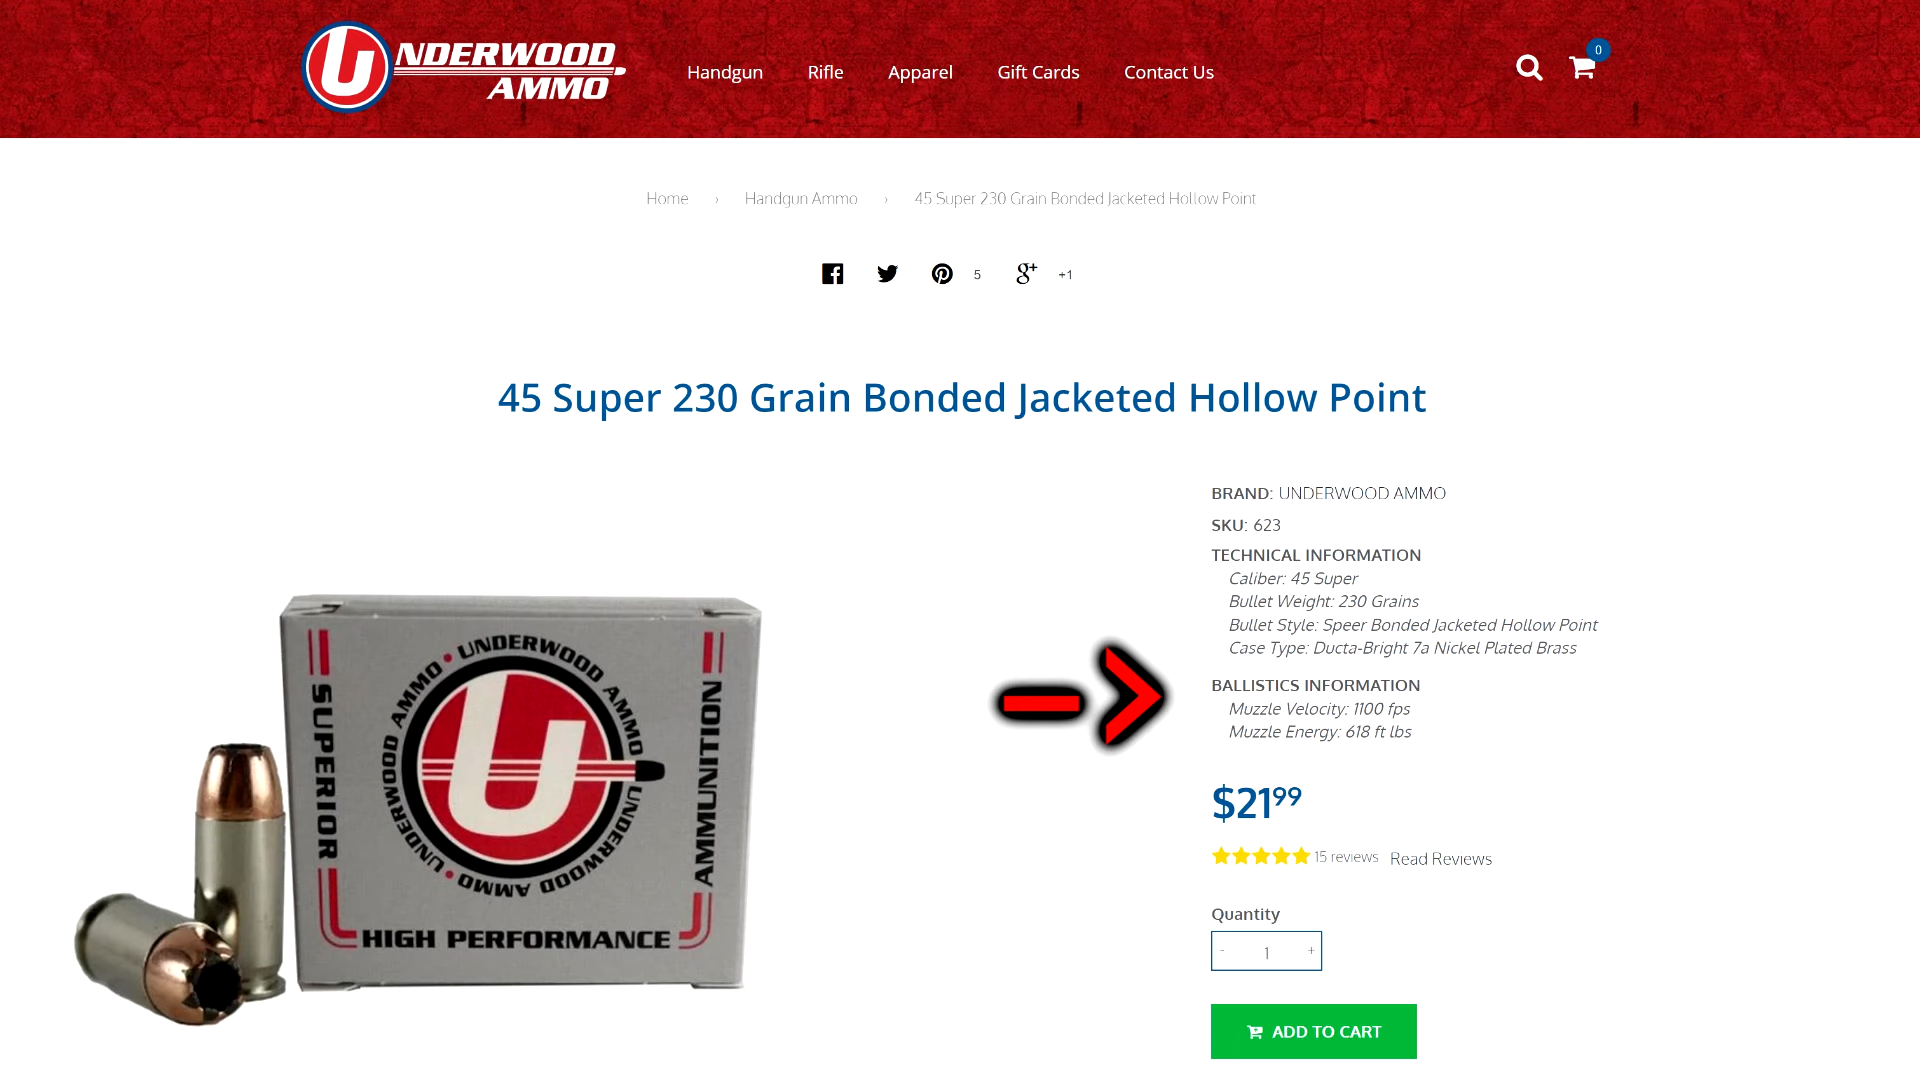 UNDERWOOD
AMMO
Handgun
Rifle
Apparel
Gift Cards
Contact Us
0
Home › Handgun Ammo › 45 Super 230 Grain Bonded Jacketed Hollow Point
5
g+ +1
45 Super 230 Grain Bonded Jacketed Hollow Point
BRAND: UNDERWOOD AMMO
SKU: 623
TECHNICAL INFORMATION
Caliber: 45 Super
Bullet Weight: 230 Grains
Bullet Style: Speer Bonded Jacketed Hollow Point
Case Type: Ducta-Bright 7a Nickel Plated Brass
BALLISTICS INFORMATION
Muzzle Velocity: 1100 fps
Muzzle Energy: 618 ft lbs
$2199
15 reviews Read Reviews
Quantity
- 1 +
ADD TO CART
SUPERIOR
UNDERWOOD AMMO • UNDERWOOD AMMO • UNDERWOOD AMMO •
U
AMMUNITION
HIGH PERFORMANCE